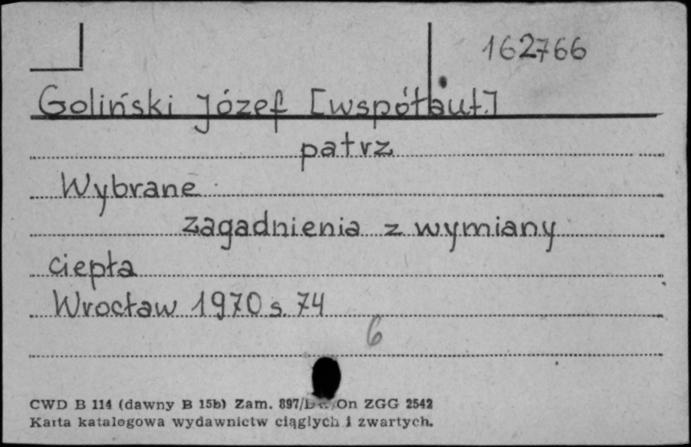 162766
Goliński Józef [współaut.]
patrz
Wybrane
zagadnienia z wymiany
ciepła
Wrocław 1970 s. 74
6
CWD B 114 (dawny B 15b) Zam. 897/ On ZGG 2542
Karta katalogowa wydawnictw ciągłych i zwartych.